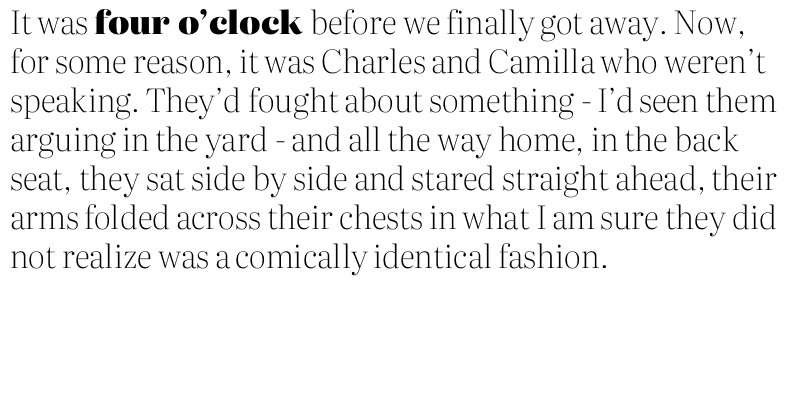 It was four o’clock before we finally got away. Now,
for some reason, it was Charles and Camilla who weren’t
speaking. They’d fought about something - I’d seen them
arguing in the yard - and all the way home, in the back
seat, they sat side by side and stared straight ahead, their
arms folded across their chests in what I am sure they did
not realize was a comically identical fashion.